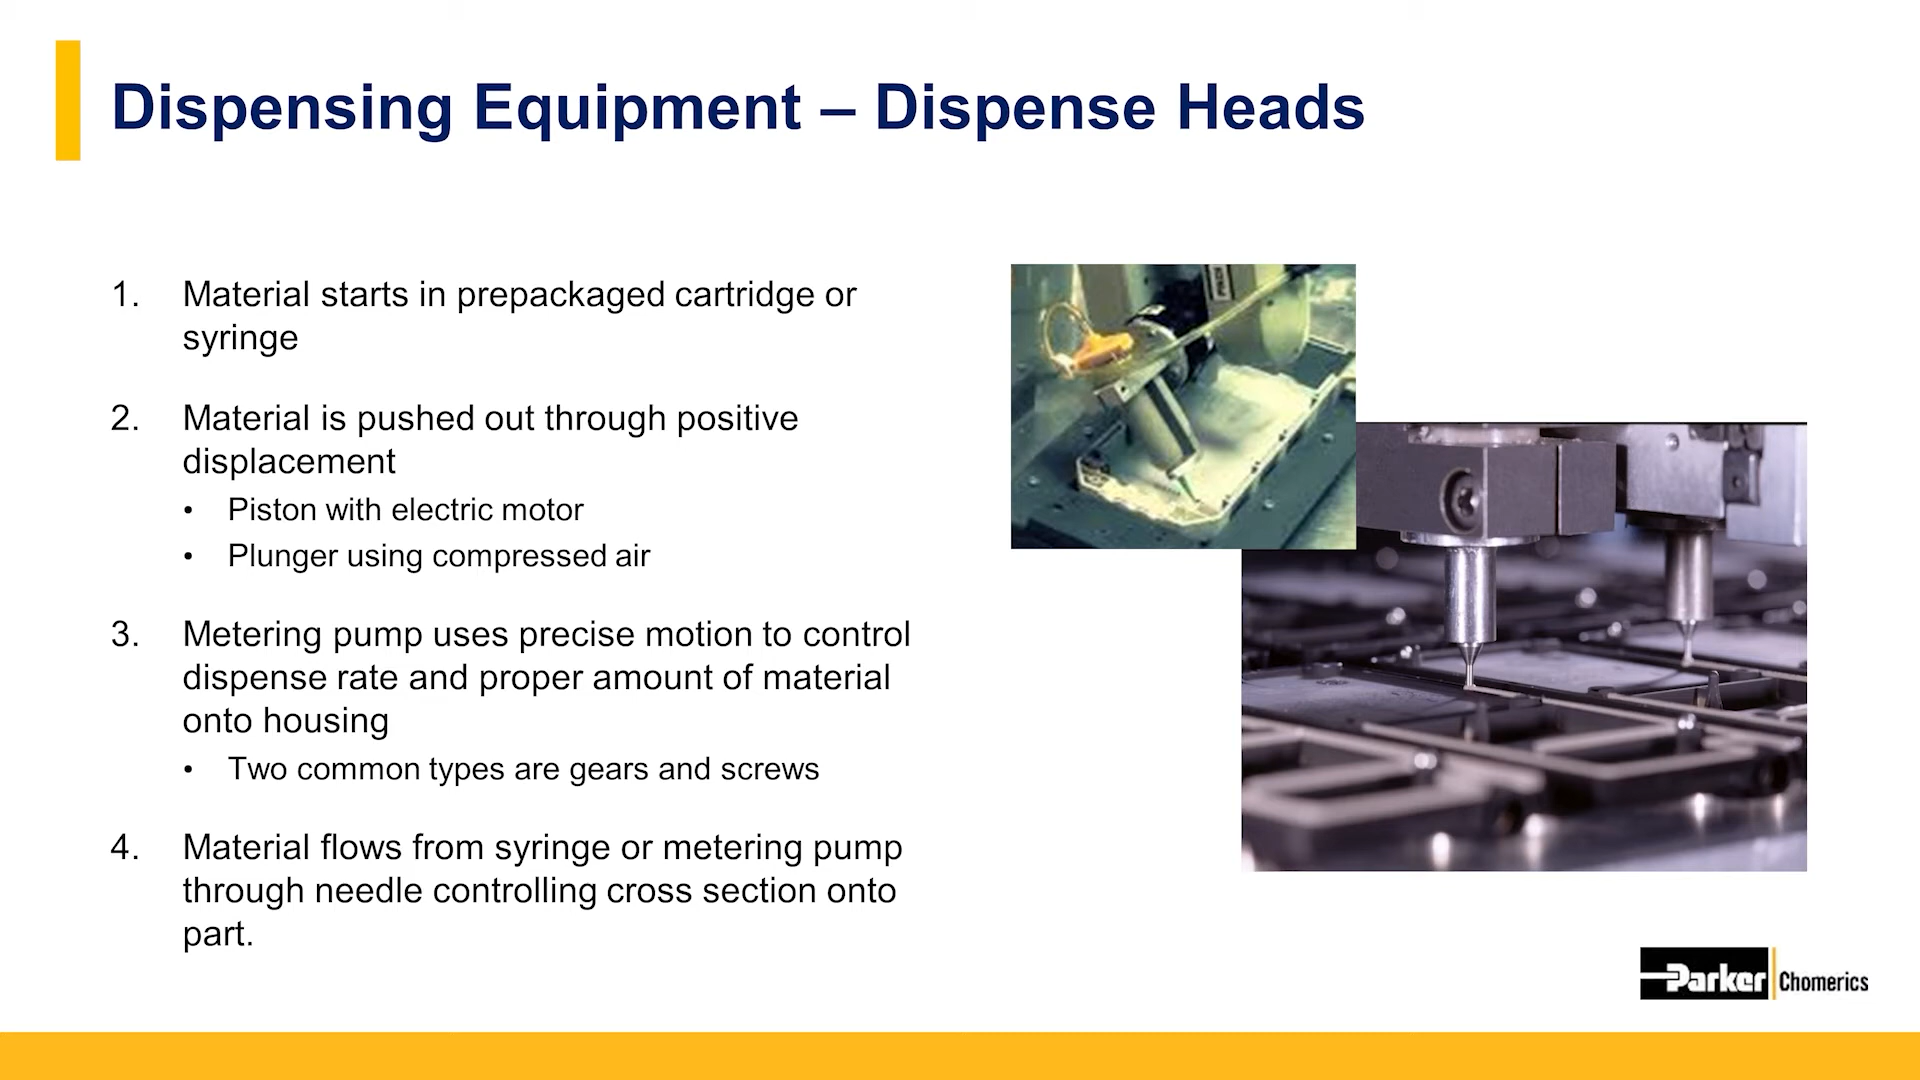 Dispensing Equipment – Dispense Heads
1. Material starts in prepackaged cartridge or
syringe
2. Material is pushed out through positive
displacement
• Piston with electric motor
• Plunger using compressed air
3. Metering pump uses precise motion to control
dispense rate and proper amount of material
onto housing
• Two common types are gears and screws
4. Material flows from syringe or metering pump
through needle controlling cross section onto
part.
Parker Chomerics